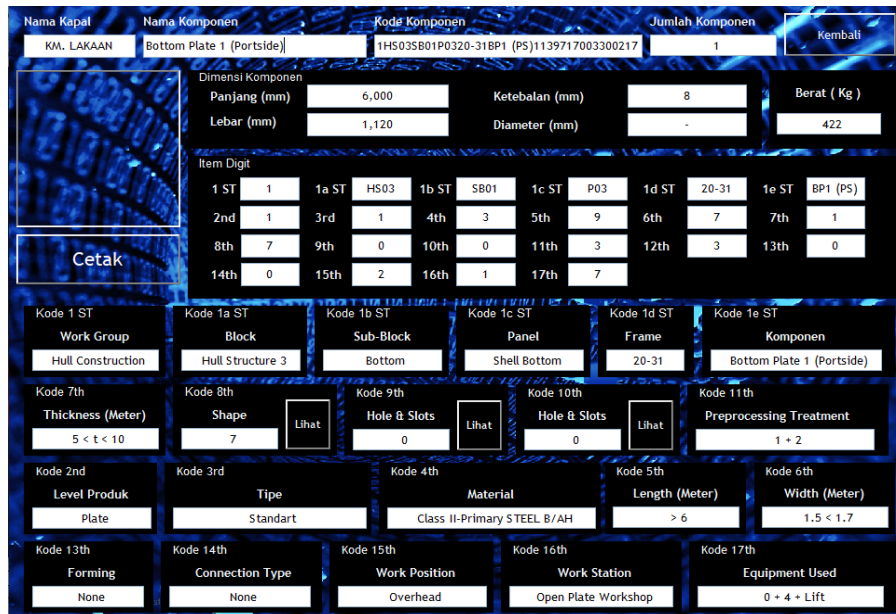 Nama Kapal Nama Komponen Kode Komponen Jumlah Komponen
KM. LAKAAN Bottom Plate 1 (Portside) 1HS03SB01P0320-31BP1 (PS)1139717003300217 1 Kembali
Dimensi Komponen
Panjang (mm) 6,000 Ketebalan (mm) 8 Berat ( Kg )
Lebar (mm) 1,120 Diameter (mm) - 422
Item Digit
1 ST 1 1a ST HS03 1b ST SB01 1c ST P03 1d ST 20-31 1e ST BP1 (PS)
2nd 1 3rd 1 4th 3 5th 9 6th 7 7th 1
8th 7 9th 0 10th 0 11th 3 12th 3 13th 0
14th 0 15th 2 16th 1 17th 7
Cetak
Kode 1 ST Kode 1a ST Kode 1b ST Kode 1c ST Kode 1d ST Kode 1e ST
Work Group Block Sub-Block Panel Frame Komponen
Hull Construction Hull Structure 3 Bottom Shell Bottom 20-31 Bottom Plate 1 (Portside)
Kode 7th Kode 8th Kode 9th Kode 10th Kode 11th
Thickness (Meter) Shape Lihat Hole & Slots Lihat Hole & Slots Lihat Preprocessing Treatment
5 < t < 10 7 0 0 1 + 2
Kode 2nd Kode 3rd Kode 4th Kode 5th Kode 6th
Level Produk Tipe Material Length (Meter) Width (Meter)
Plate Standart Class II-Primary STEEL B/AH > 6 1.5 < 1.7
Kode 13th Kode 14th Kode 15th Kode 16th Kode 17th
Forming Connection Type Work Position Work Station Equipment Used
None None Overhead Open Plate Workshop 0 + 4 + Lift